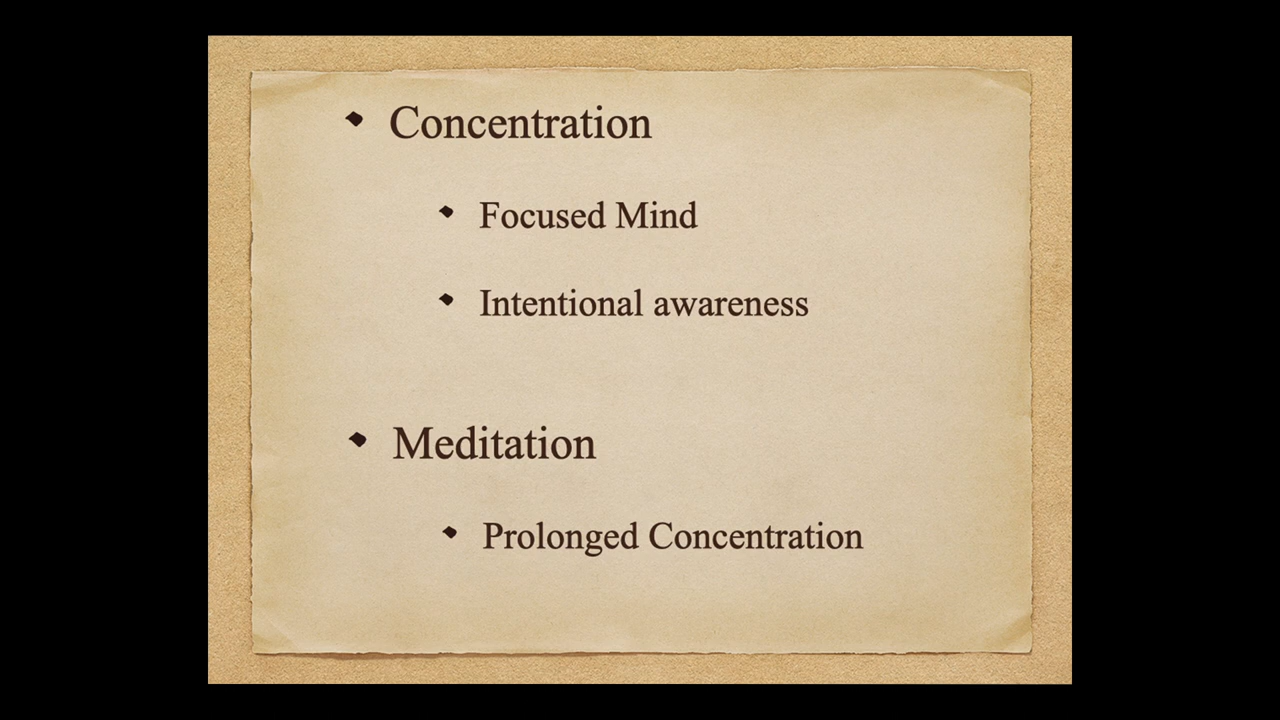 Concentration
Focused Mind
Intentional awareness
Meditation
Prolonged Concentration